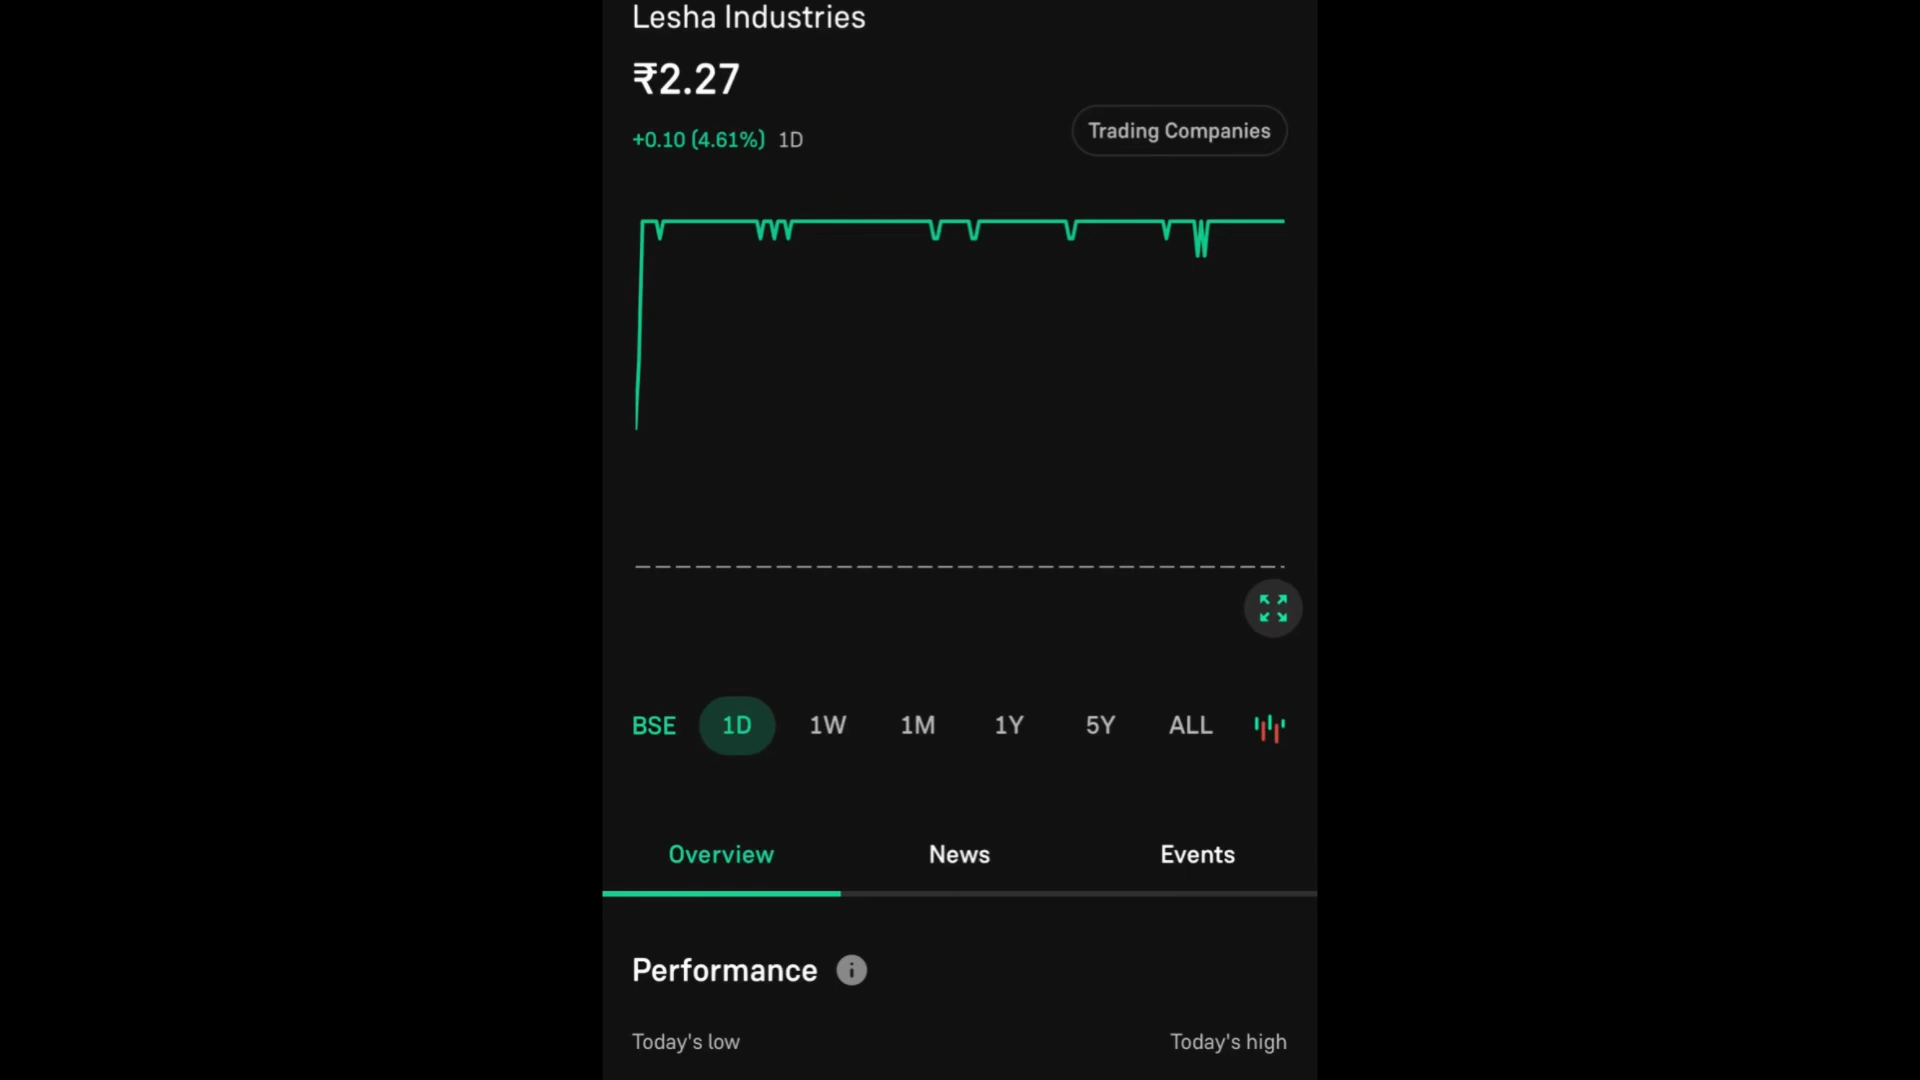 Lesha Industries
₹2.27
+0.10 (4.61%) 1D
Trading Companies
BSE 1D 1W 1M 1Y 5Y ALL
Overview News Events
Performance
Today's low Today's high